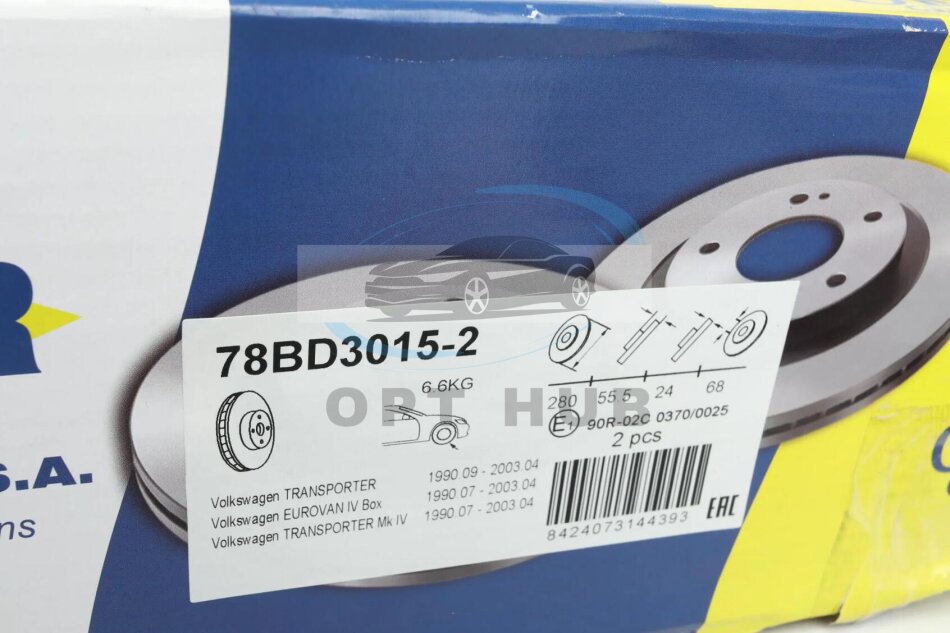 R
S.A.
ns
78BD3015-2
6.6KG
280 55.5 24 68
E1 90R-02C 0370/0025
2 pcs
Volkswagen TRANSPORTER 1990.09 - 2003.04
Volkswagen EUROVAN IV Box 1990.07 - 2003.04
Volkswagen TRANSPORTER Mk IV 1990.07 - 2003.04
8424073144393
EAC
OPT HUB